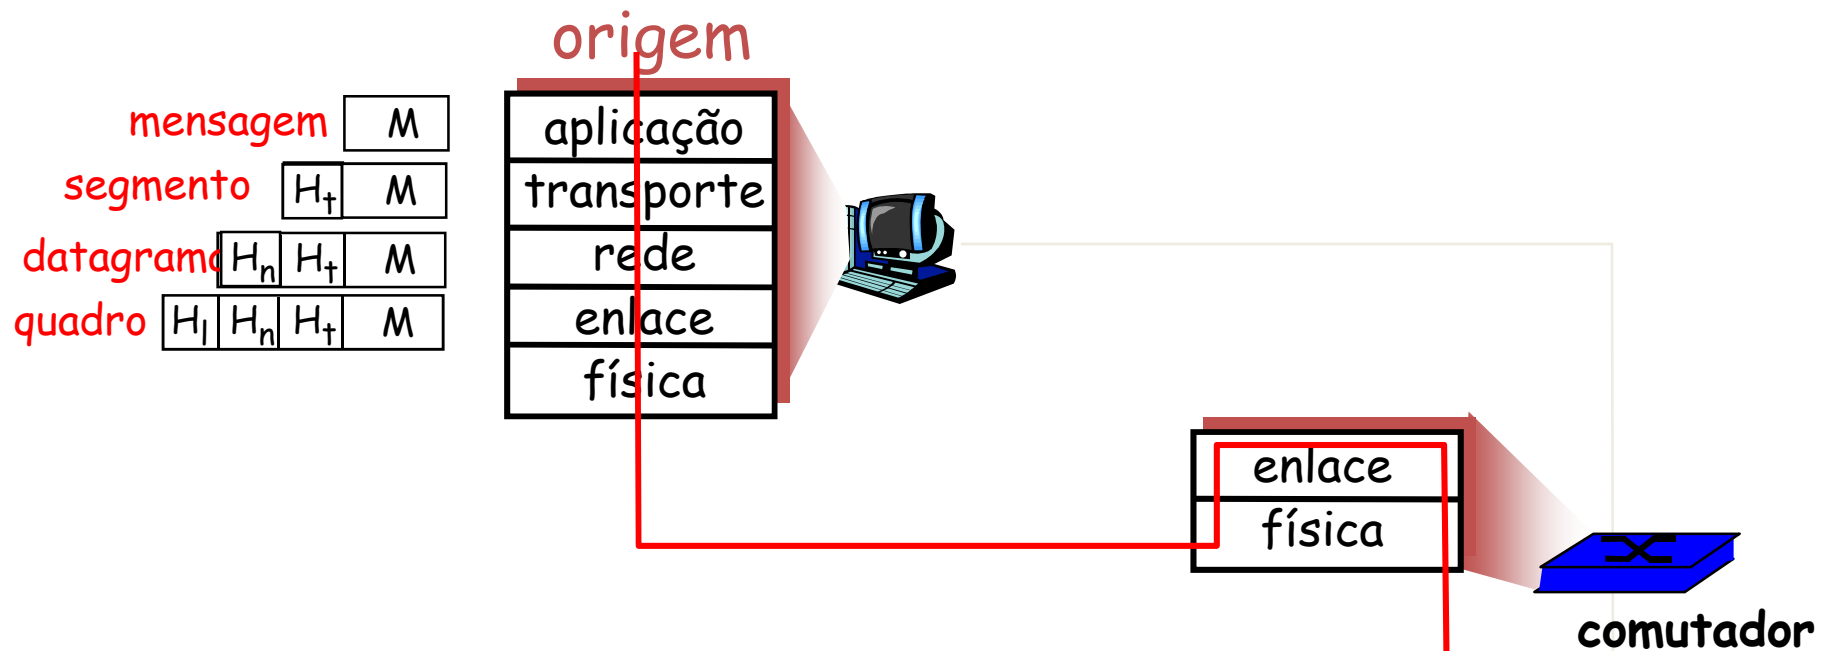 origem
mensagem M
aplicação
segmento Ht M
transporte
datagrama Hn Ht M
rede
quadro Hl Hn Ht M
enlace
física
enlace
física
comutador